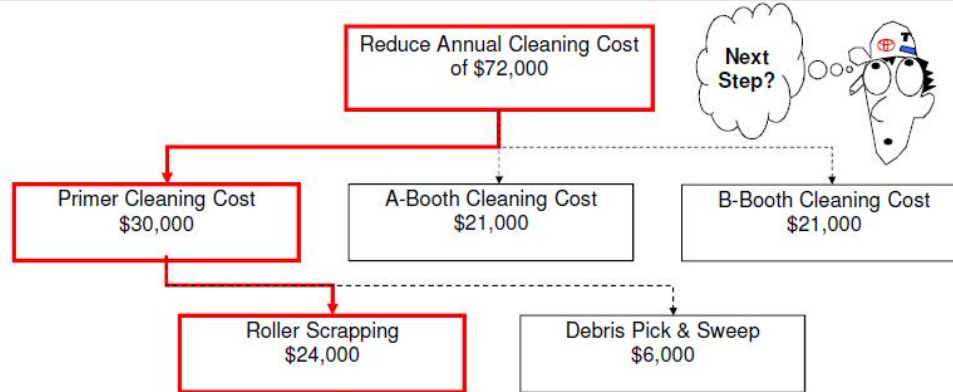 Reduce Annual Cleaning Cost
of $72,000
Next
Step?
T
Primer Cleaning Cost
$30,000
A-Booth Cleaning Cost
$21,000
B-Booth Cleaning Cost
$21,000
Roller Scrapping
$24,000
Debris Pick & Sweep
$6,000